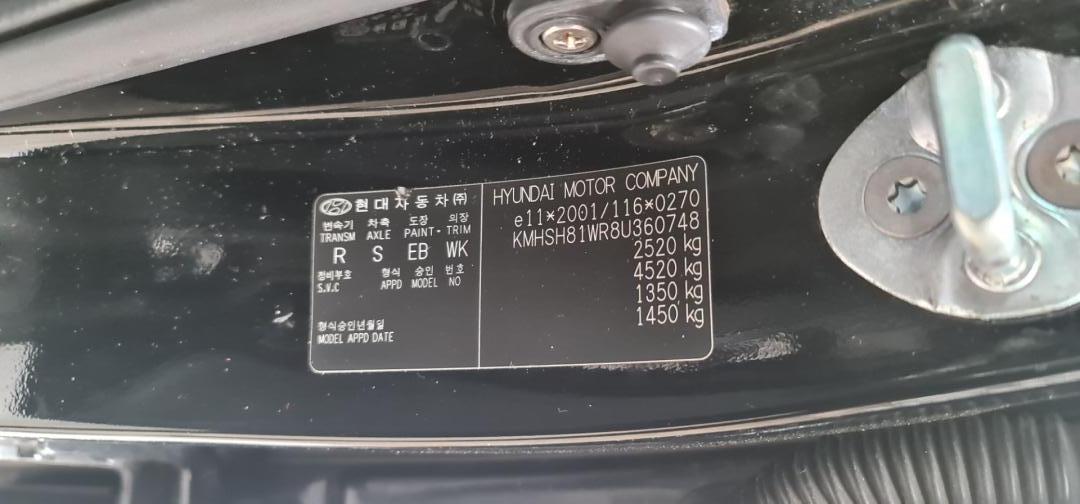 현대자동차㈜
변속기 차축 도장 의장
TRANSM AXLE PAINT - TRIM
R S EB WK
정비부호 형식 승인 번호
S.V.C APPD MODEL NO
형식승인년월일
MODEL APPD DATE
HYUNDAI MOTOR COMPANY
e11*2001/116*0270
KMHSH81WR8U360748
2520 kg
4520 kg
1350 kg
1450 kg